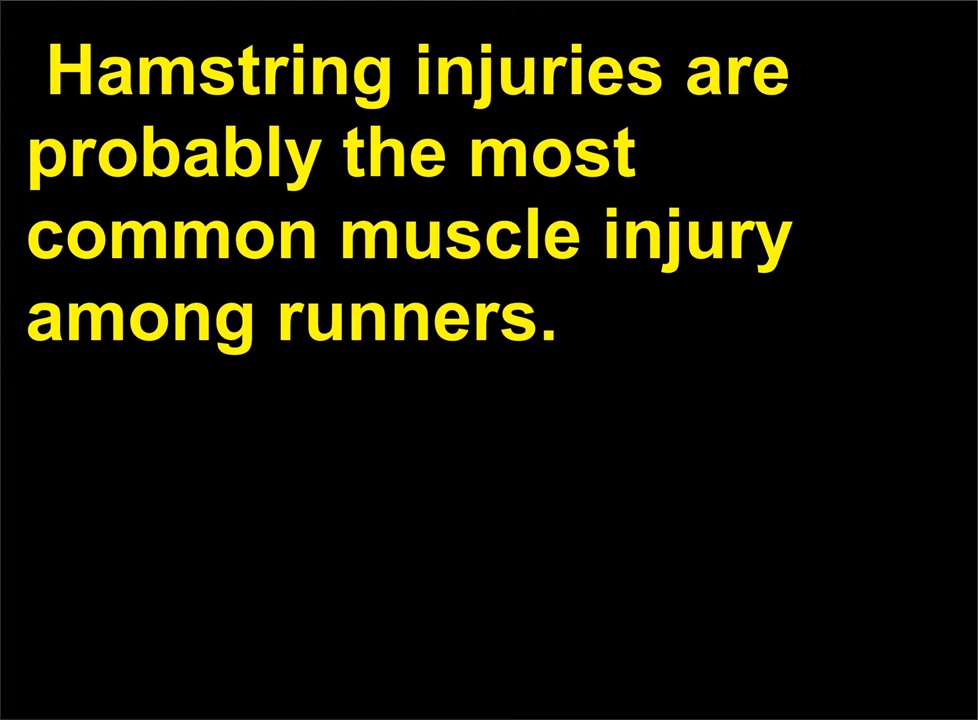 Hamstring injuries are
probably the most
common muscle injury
among runners.